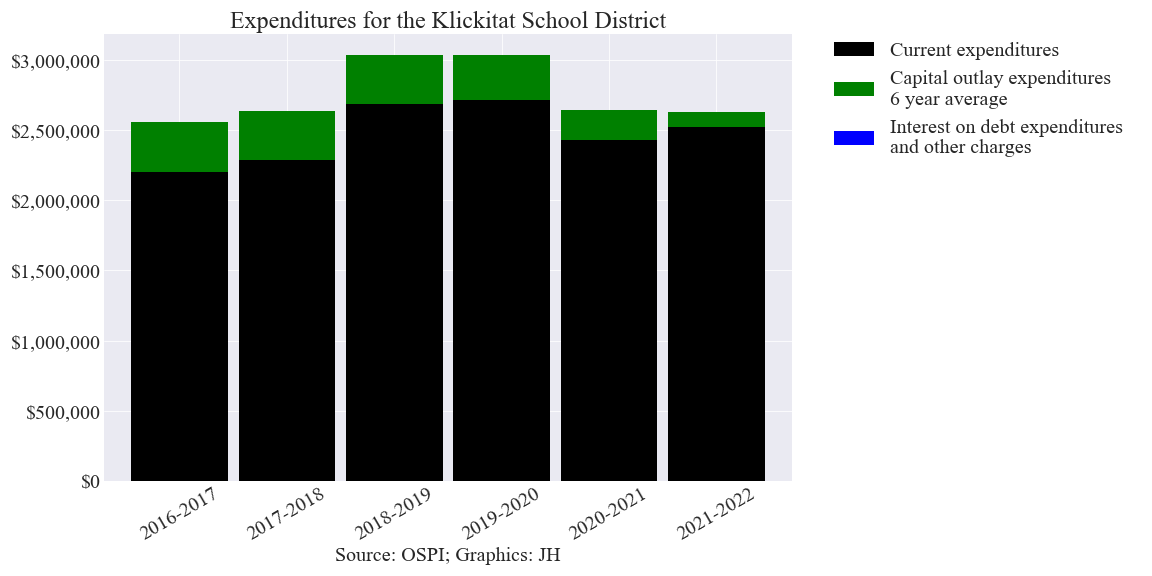 Expenditures for the Klickitat School District
$3,000,000
$2,500,000
$2,000,000
$1,500,000
$1,000,000
$500,000
$0
2016-2017
2017-2018
2018-2019
2019-2020
2020-2021
2021-2022
Source: OSPI; Graphics: JH
Current expenditures
Capital outlay expenditures
6 year average
Interest on debt expenditures
and other charges